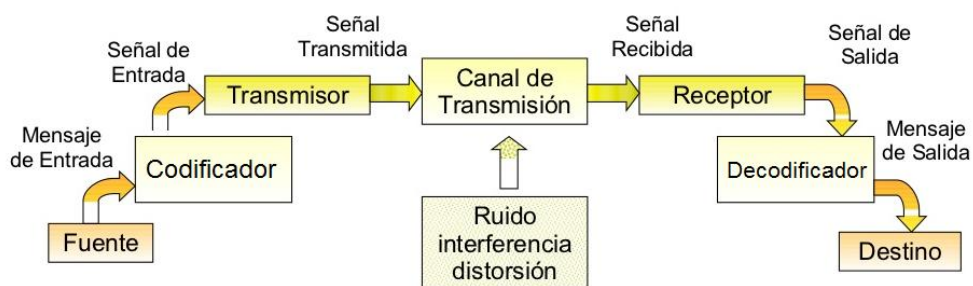 Señal de
Entrada
Señal
Transmitida
Señal
Recibida
Señal de
Salida
Transmisor
Canal de
Transmisión
Receptor
Mensaje
de Entrada
Codificador
Decodificador
Mensaje
de Salida
Fuente
Ruido
interferencia
distorsión
Destino